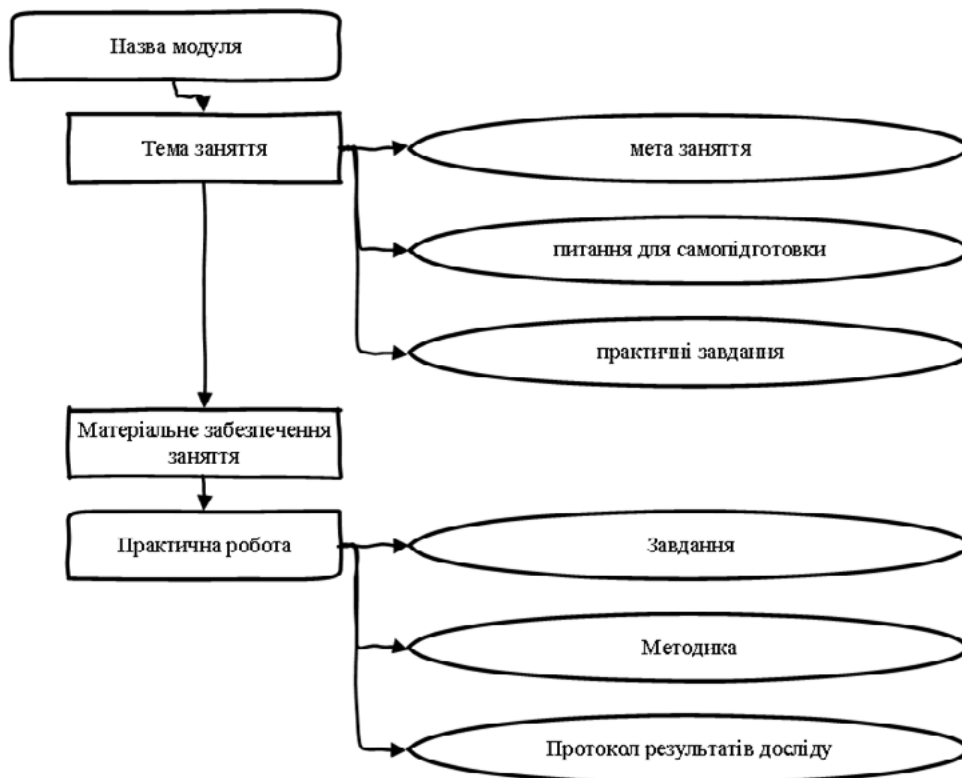 Назва модуля
Тема заняття
мета заняття
питання для самопідготовки
практичні завдання
Матеріальне забезпечення
заняття
Практична робота
Завдання
Методика
Протокол результатів досліду